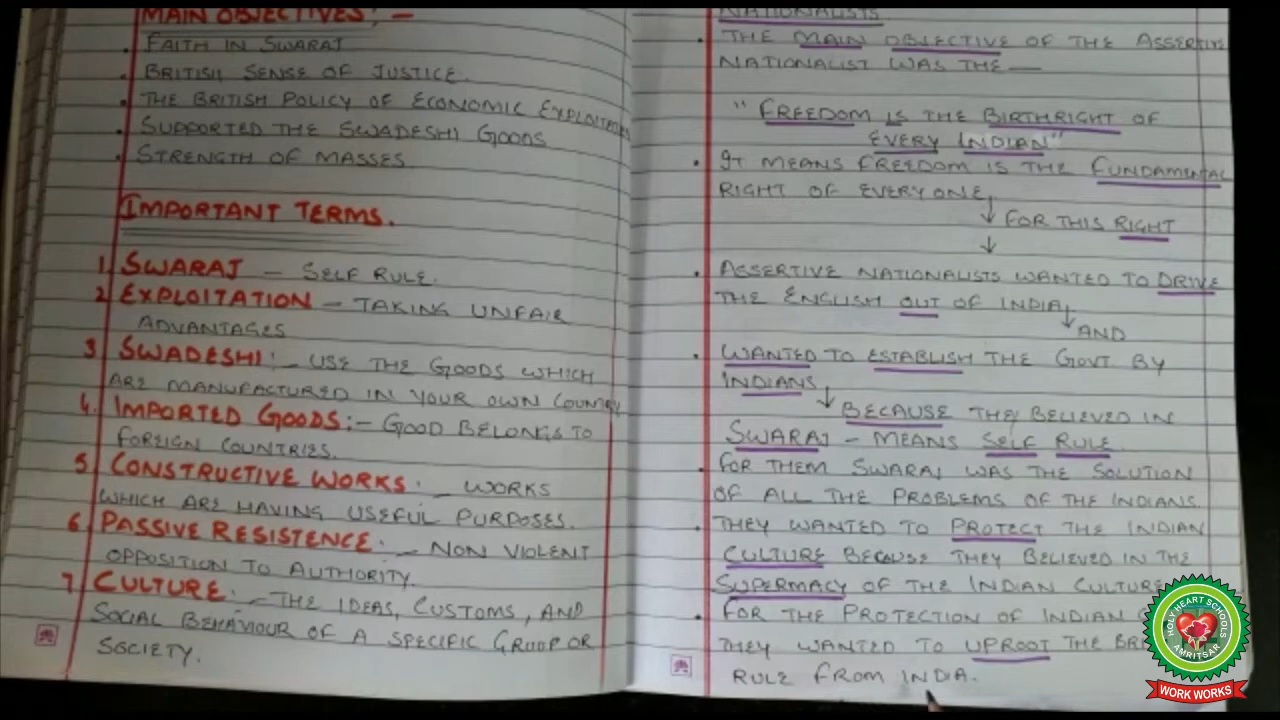 MAIN OBJECTIVES: -
. FAITH IN SWARAJ
. BRITISH SENSE OF JUSTICE.
. THE BRITISH POLICY OF ECONOMIC EXPLOITATION
. SUPPORTED THE SWADESHI GOODS
. STRENGTH OF MASSES
IMPORTANT TERMS.
1. SWARAJ - SELF RULE.
2. EXPLOITATION - TAKING UNFAIR
ADVANTAGES
3. SWADESHI: - USE THE GOODS WHICH
ARE MANUFACTURED IN YOUR OWN COUNTRY
4. IMPORTED GOODS: - GOOD BELONGS TO
FOREIGN COUNTRIES.
5. CONSTRUCTIVE WORKS: - WORKS
WHICH ARE HAVING USEFUL PURPOSES.
6. PASSIVE RESISTENCE: - NON VIOLENT
OPPOSITION TO AUTHORITY.
7. CULTURE: - THE IDEAS, CUSTOMS, AND
SOCIAL BEHAVIOUR OF A SPECIFIC GROUP OR
SOCIETY.
NATIONALISTS.
. THE MAIN OBJECTIVE OF THE ASSERTIVE
NATIONALIST WAS THE —
"FREEDOM IS THE BIRTHRIGHT OF
EVERY INDIAN"
. IT MEANS FREEDOM IS THE FUNDAMENTAL
RIGHT OF EVERYONE,
↓ FOR THIS RIGHT
↓
. ASSERTIVE NATIONALISTS WANTED TO DRIVE
THE ENGLISH OUT OF INDIA,
↓ AND
. WANTED TO ESTABLISH THE GOVT BY
INDIANS
↓ BECAUSE THEY BELIEVED IN
SWARAJ - MEANS SELF RULE.
. FOR THEM SWARAJ WAS THE SOLUTION
OF ALL THE PROBLEMS OF THE INDIANS.
. THEY WANTED TO PROTECT THE INDIAN
CULTURE BECAUSE THEY BELIEVED IN THE
SUPERMACY OF THE INDIAN CULTURE
. FOR THE PROTECTION OF INDIAN
THEY WANTED TO UPROOT THE
RULE FROM INDIA.
HOLY HEART SCHOOLS
AMRITSAR
WORK WORKS